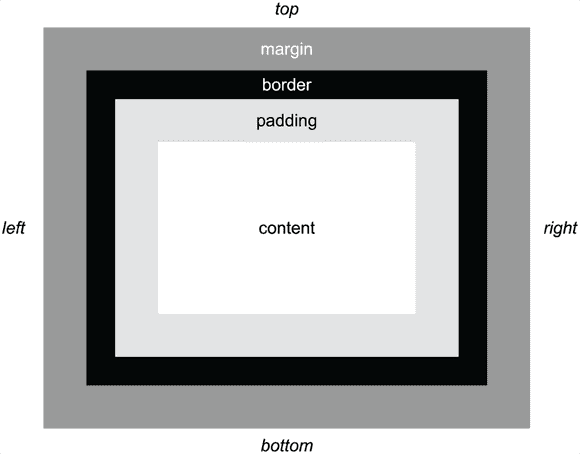 top
margin
border
padding
left
content
right
bottom